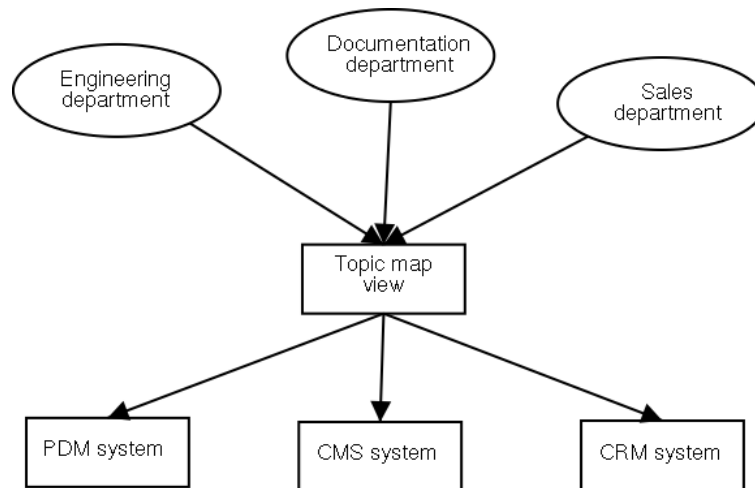 Documentation
department
Engineering
department
Sales
department
Topic map
view
PDM system
CMS system
CRM system